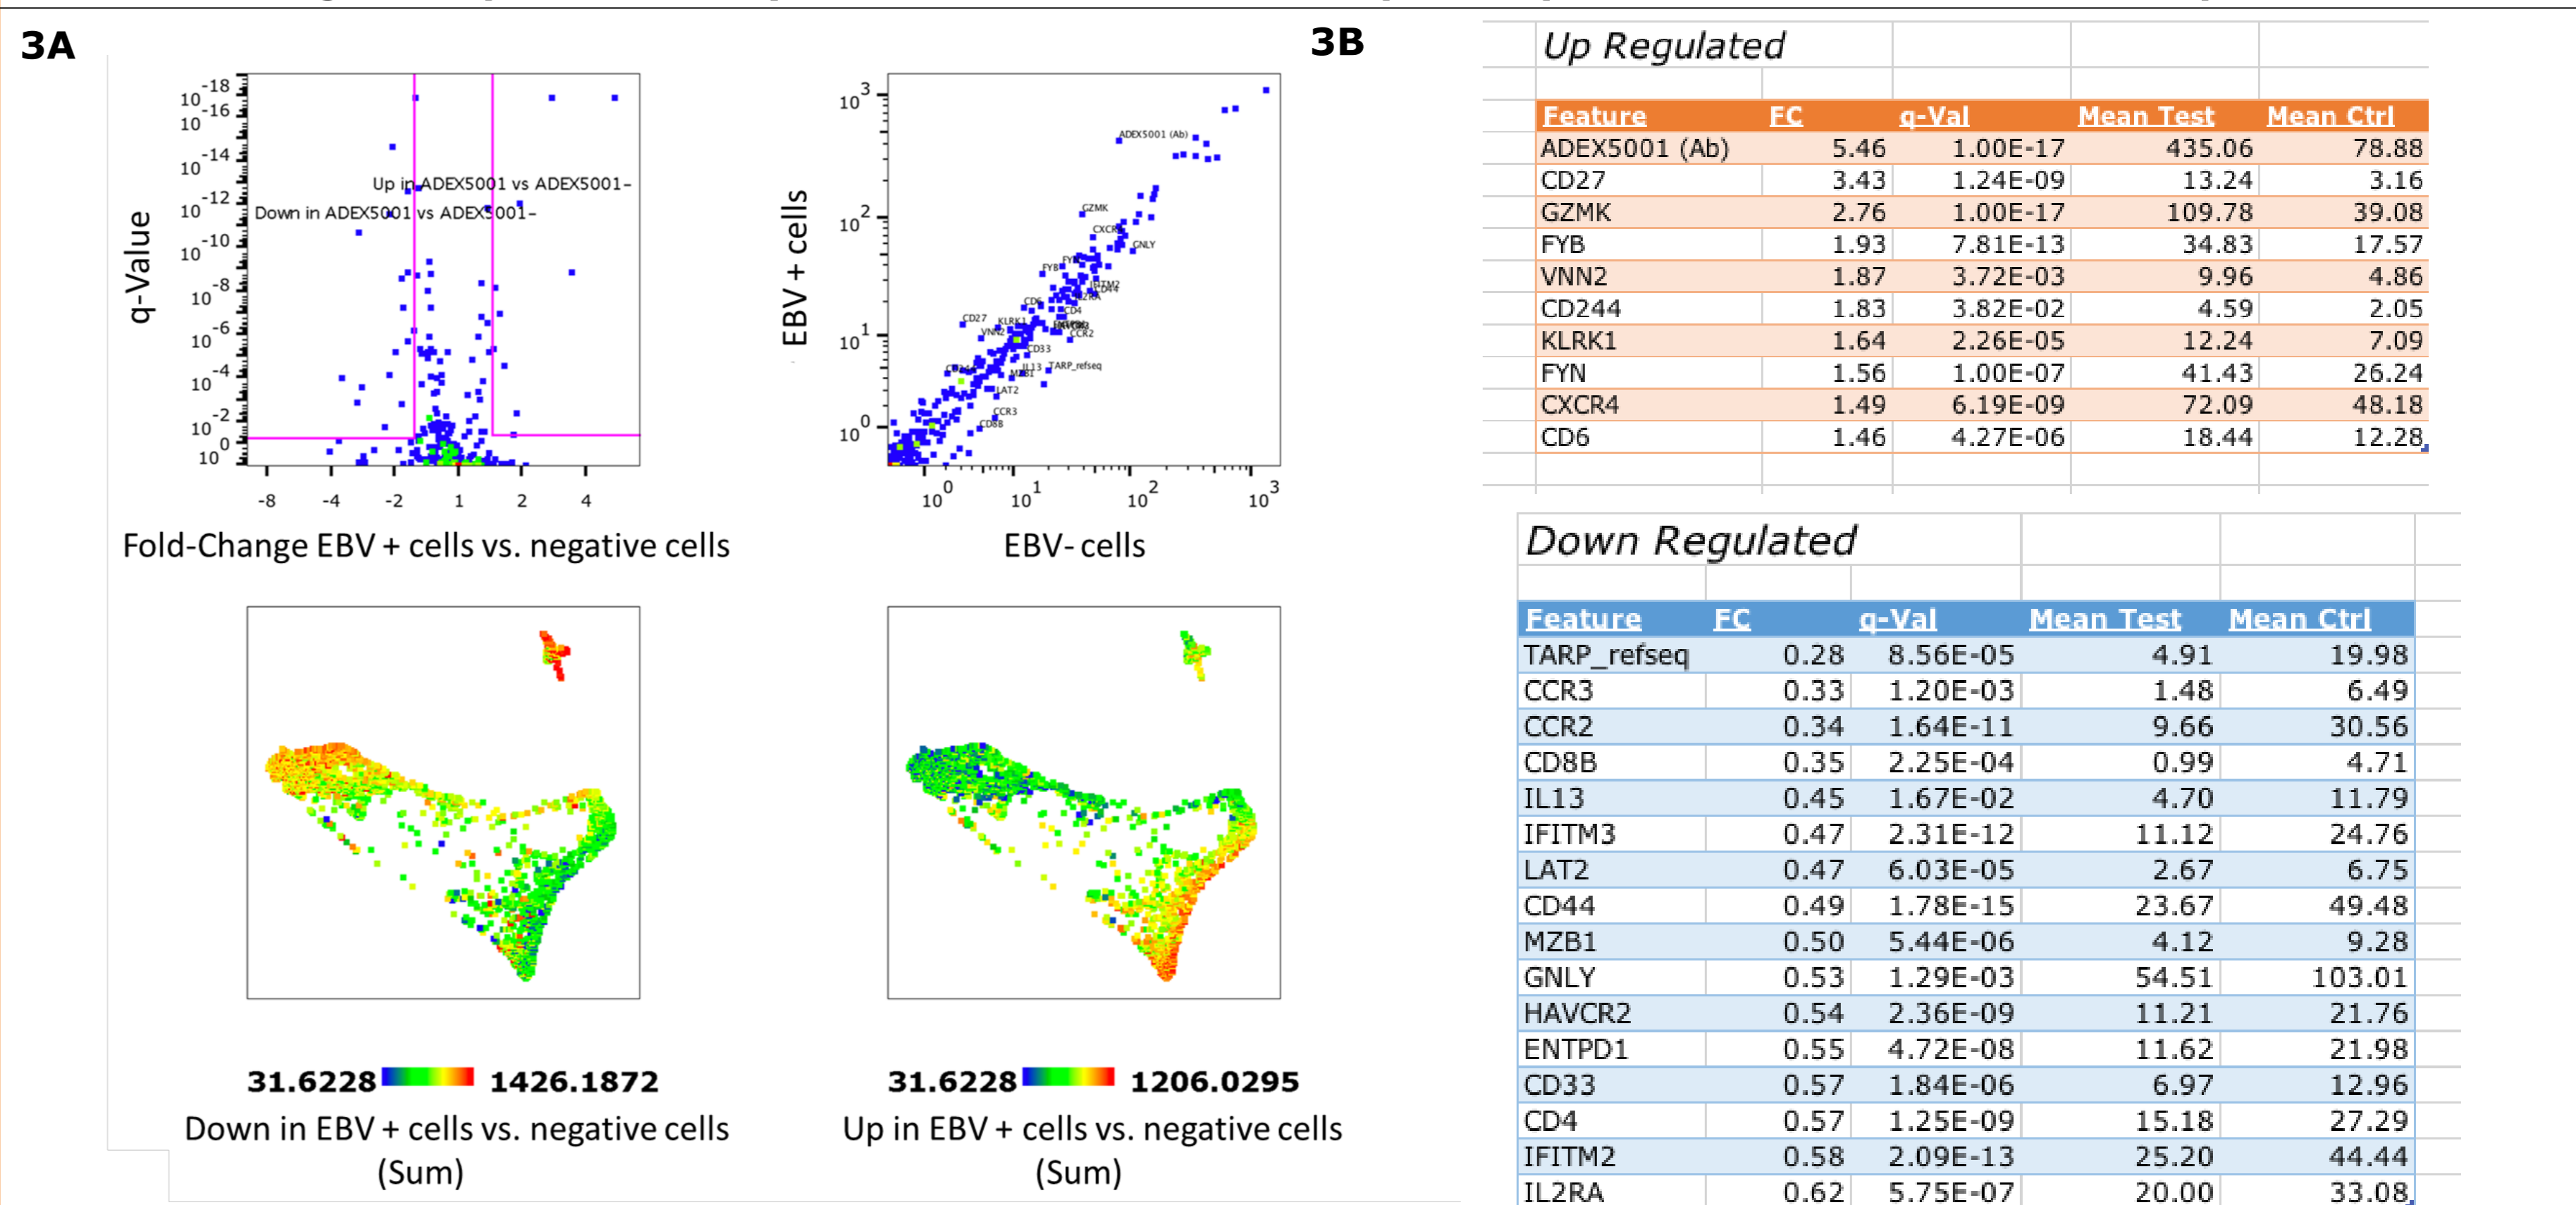 3A
10 -18
10 -16
10 -14
10 -12
10 -10
10 -8
10 -6
10 -4
10 -2
10 0
q-Value
Up in ADEX5001 vs ADEX5001-
Down in ADEX5001 vs ADEX5001-
-8 -4 -2 1 2 4
Fold-Change EBV + cells vs. negative cells
10 3
10 2
10 1
10 0
EBV + cells
ADEX5001 (Ab)
GZMK
GNLY
FYB
CD6
CD44
CD4
CD27
KLRK1
VNN2
CCR2
CD33
IL13
TARP_refseq
MZB1
LAT2
CCR3
CD8B
10 0 10 1 10 2 10 3
EBV- cells
31.6228 1426.1872
Down in EBV + cells vs. negative cells
(Sum)
31.6228 1206.0295
Up in EBV + cells vs. negative cells
(Sum)
3B
Up Regulated
Feature FC q-Val Mean Test Mean Ctrl
ADEX5001 (Ab) 5.46 1.00E-17 435.06 78.88
CD27 3.43 1.24E-09 13.24 3.16
GZMK 2.76 1.00E-17 109.78 39.08
FYB 1.93 7.81E-13 34.83 17.57
VNN2 1.87 3.72E-03 9.96 4.86
CD244 1.83 3.82E-02 4.59 2.05
KLRK1 1.64 2.26E-05 12.24 7.09
FYN 1.56 1.00E-07 41.43 26.24
CXCR4 1.49 6.19E-09 72.09 48.18
CD6 1.46 4.27E-06 18.44 12.28
Down Regulated
Feature FC q-Val Mean Test Mean Ctrl
TARP_refseq 0.28 8.56E-05 4.91 19.98
CCR3 0.33 1.20E-03 1.48 6.49
CCR2 0.34 1.64E-11 9.66 30.56
CD8B 0.35 2.25E-04 0.99 4.71
IL13 0.45 1.67E-02 4.70 11.79
IFITM3 0.47 2.31E-12 11.12 24.76
LAT2 0.47 6.03E-05 2.67 6.75
CD44 0.49 1.78E-15 23.67 49.48
MZB1 0.50 5.44E-06 4.12 9.28
GNLY 0.53 1.29E-03 54.51 103.01
HAVCR2 0.54 2.36E-09 11.21 21.76
ENTPD1 0.55 4.72E-08 11.62 21.98
CD33 0.57 1.84E-06 6.97 12.96
CD4 0.57 1.25E-09 15.18 27.29
IFITM2 0.58 2.09E-13 25.20 44.44
IL2RA 0.62 5.75E-07 20.00 33.08